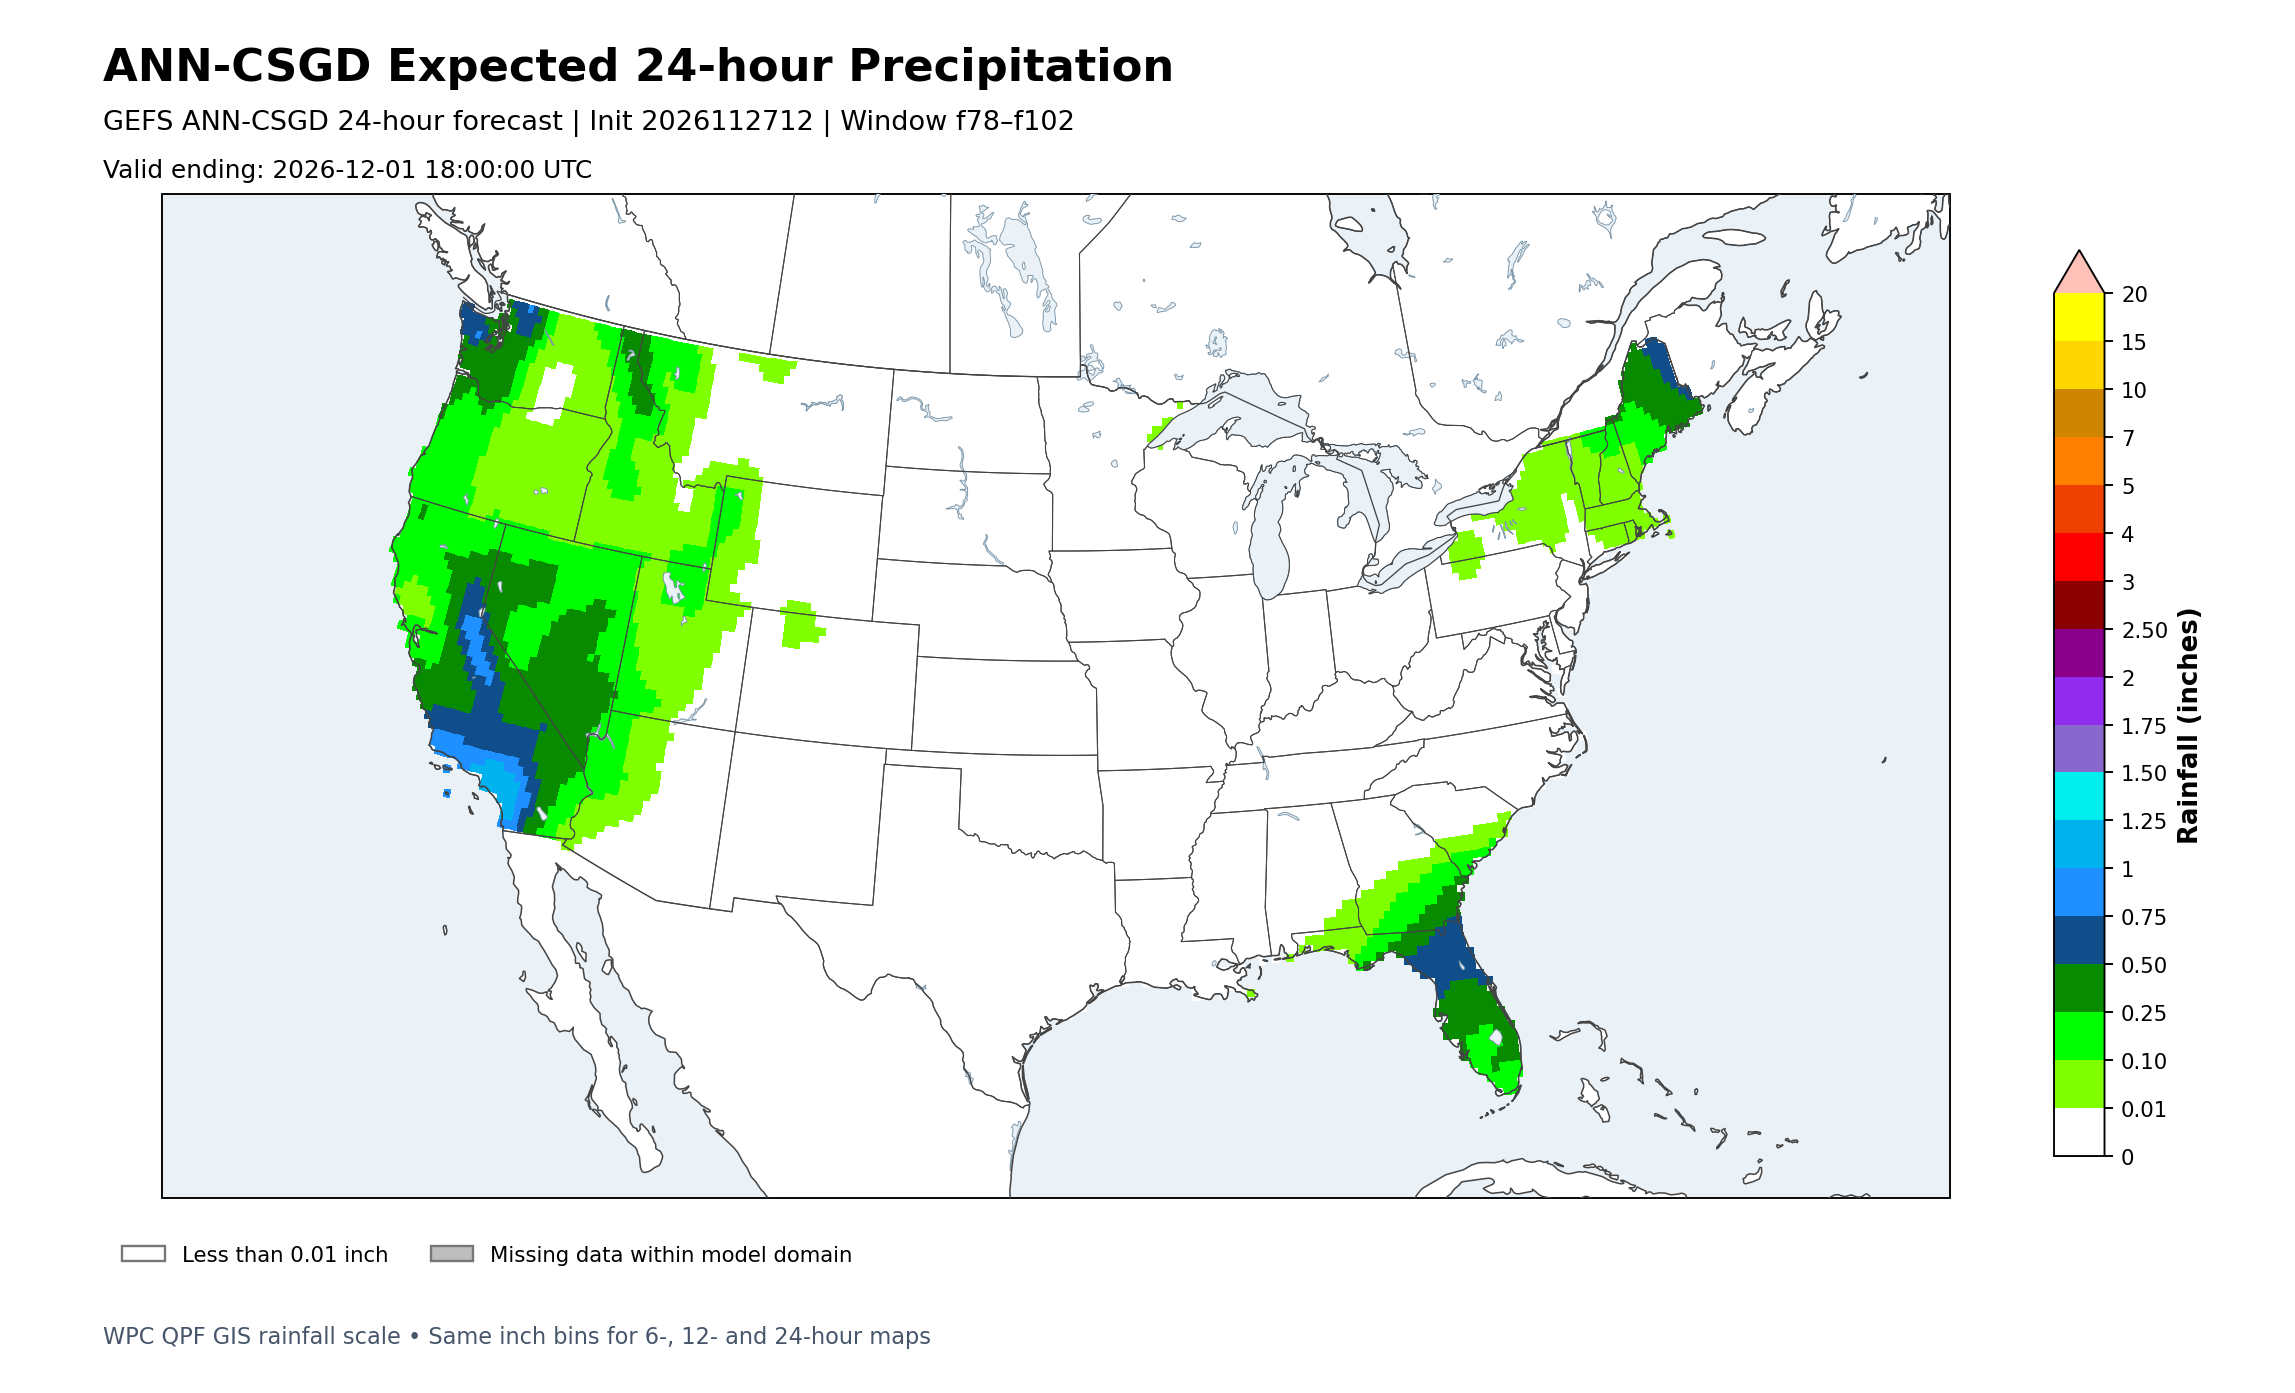 ANN-CSGD Expected 24-hour Precipitation
GEFS ANN-CSGD 24-hour forecast | Init 2026112712 | Window f78–f102
Valid ending: 2026-12-01 18:00:00 UTC
20
15
10
7
5
4
3
2.50
2
1.75
1.50
1.25
1
0.75
0.50
0.25
0.10
0.01
0
Rainfall (inches)
Less than 0.01 inch
Missing data within model domain
WPC QPF GIS rainfall scale • Same inch bins for 6-, 12- and 24-hour maps